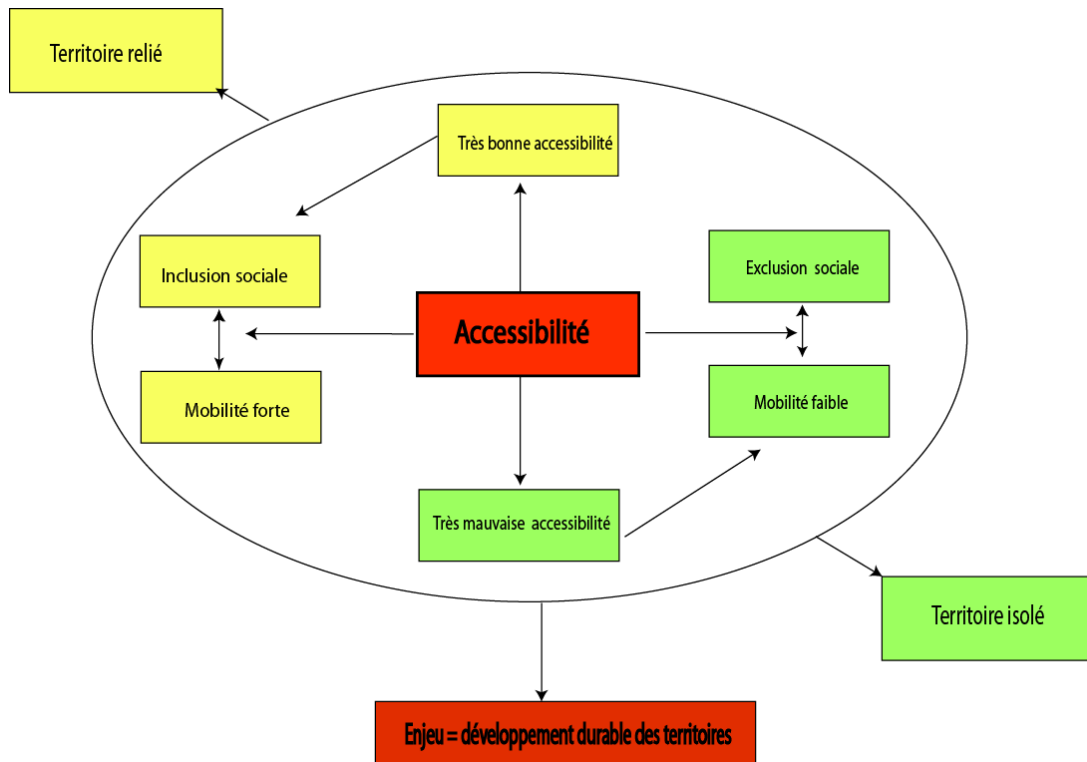 Territoire relié
Très bonne accessibilité
Inclusion sociale
Exclusion sociale
Accessibilité
Mobilité forte
Mobilité faible
Très mauvaise accessibilité
Territoire isolé
Enjeu = développement durable des territoires